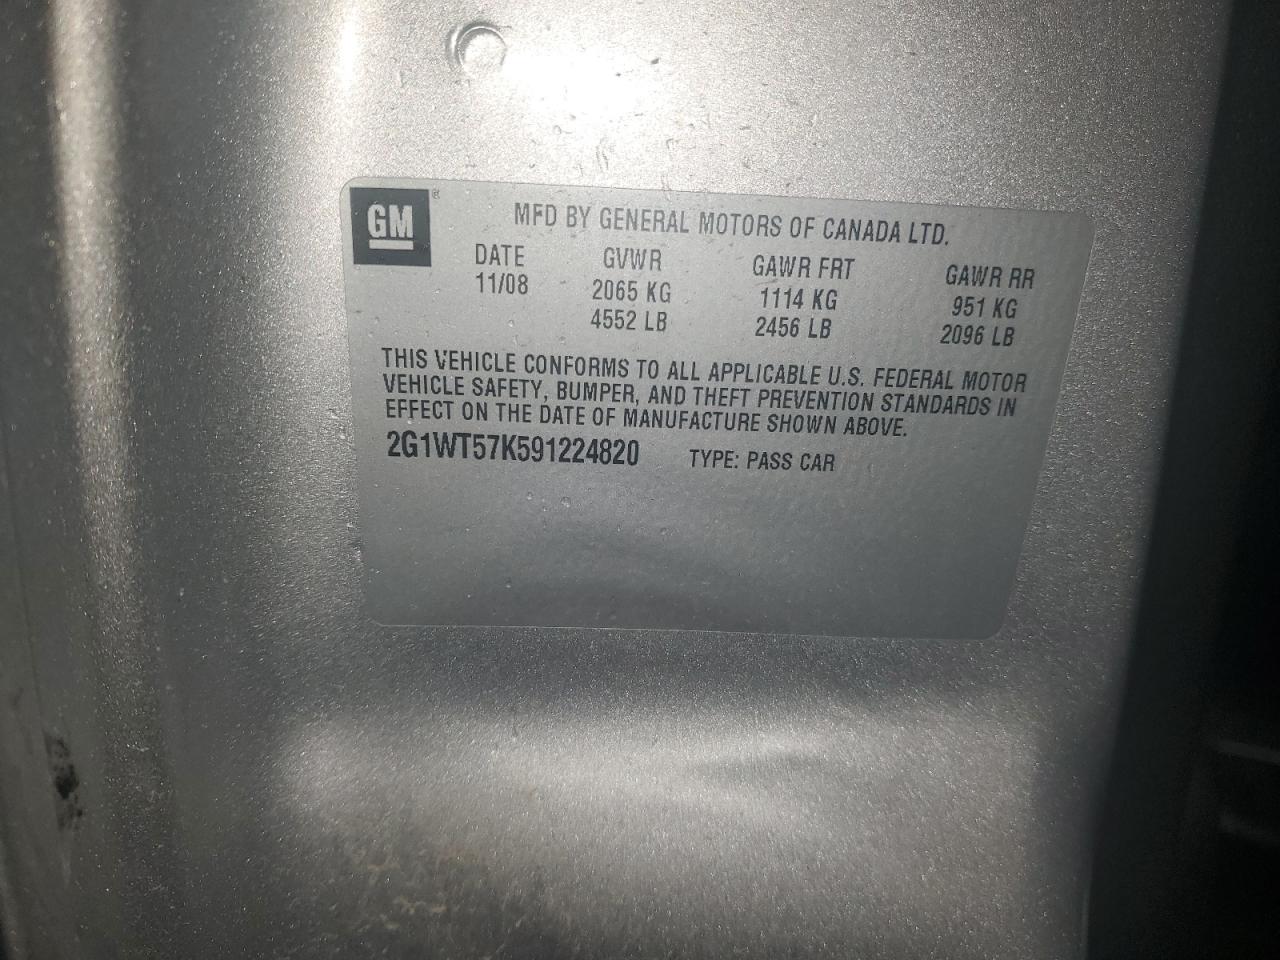 GM®
MFD BY GENERAL MOTORS OF CANADA LTD.
DATE GVWR GAWR FRT GAWR RR
11/08 2065 KG 1114 KG 951 KG
4552 LB 2456 LB 2096 LB
THIS VEHICLE CONFORMS TO ALL APPLICABLE U.S. FEDERAL MOTOR
VEHICLE SAFETY, BUMPER, AND THEFT PREVENTION STANDARDS IN
EFFECT ON THE DATE OF MANUFACTURE SHOWN ABOVE.
2G1WT57K591224820 TYPE: PASS CAR